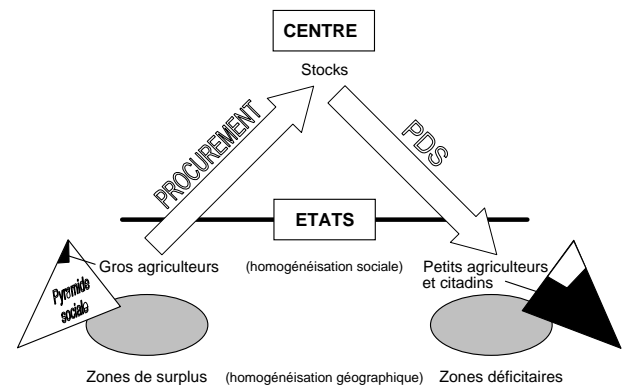 CENTRE
Stocks
PROCUREMENT
PDS
ETATS
Gros agriculteurs
(homogénéisation sociale)
Petits agriculteurs
et citadins
Pyramide
sociale
Zones de surplus
(homogénéisation géographique)
Zones déficitaires